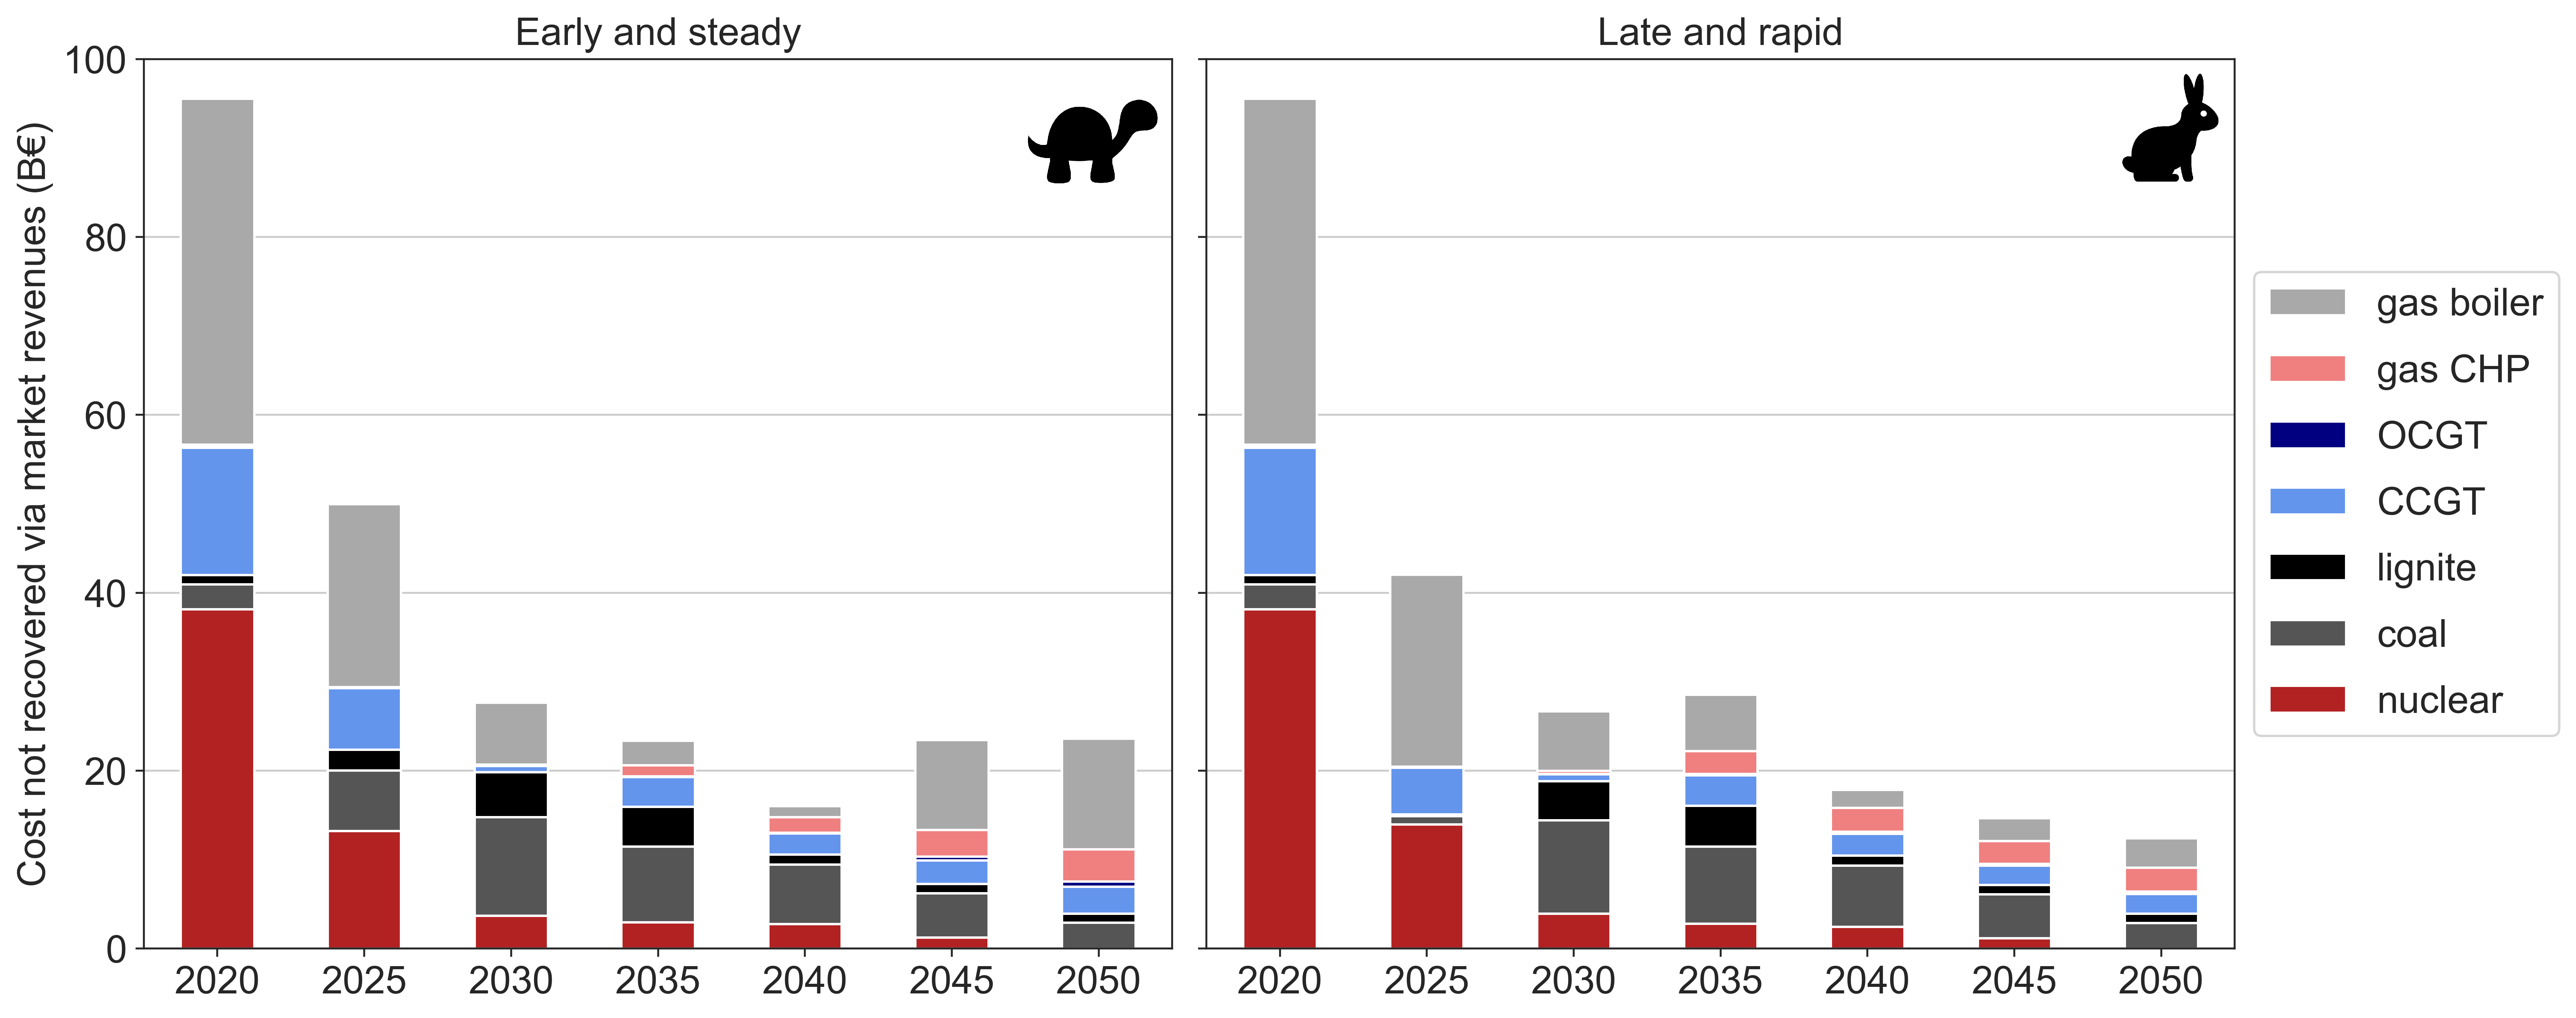 Early and steady
Late and rapid
Cost not recovered via market revenues (B€)
100
80
60
40
20
0
2020 2025 2030 2035 2040 2045 2050
2020 2025 2030 2035 2040 2045 2050
gas boiler
gas CHP
OCGT
CCGT
lignite
coal
nuclear